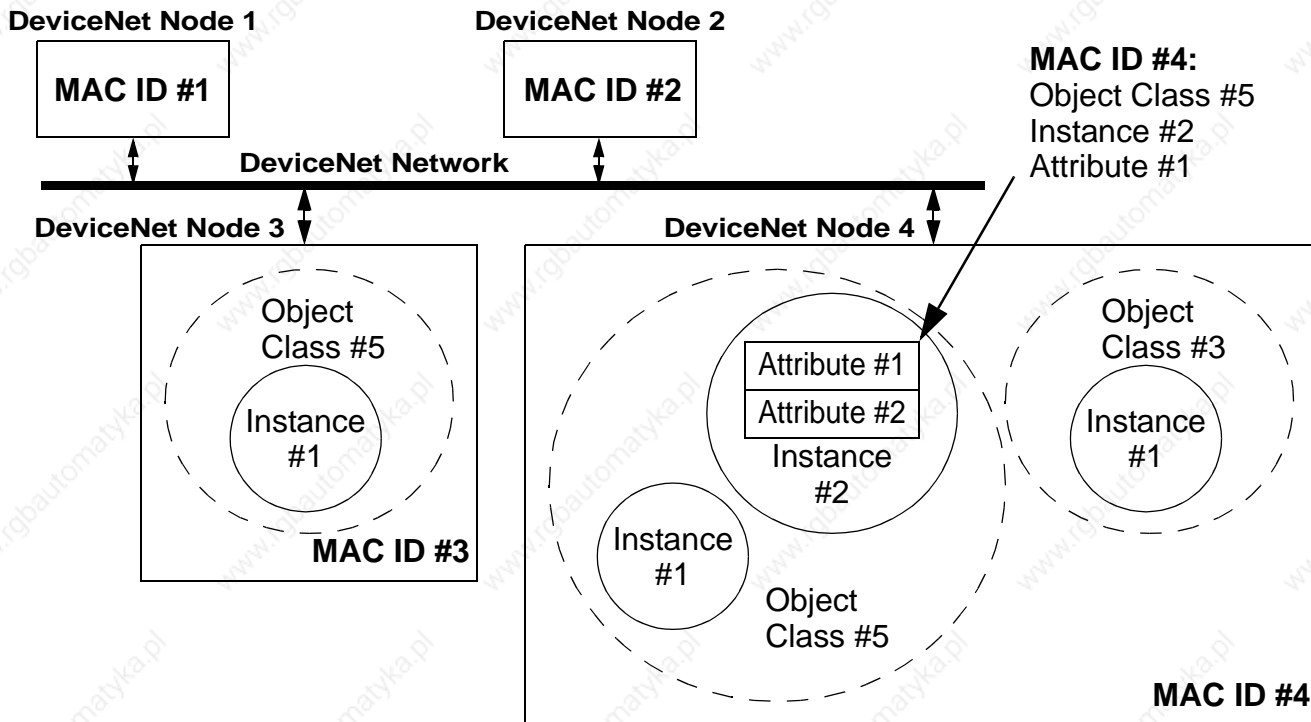 DeviceNet Node 1
DeviceNet Node 2
MAC ID #1
MAC ID #2
MAC ID #4:
Object Class #5
Instance #2
Attribute #1
DeviceNet Network
DeviceNet Node 3
DeviceNet Node 4
Object
Class #5
Instance
#1
MAC ID #3
Attribute #1
Attribute #2
Instance
#2
Instance
#1
Object
Class #5
Object
Class #3
Instance
#1
MAC ID #4
www.rgbautomatyka.pl